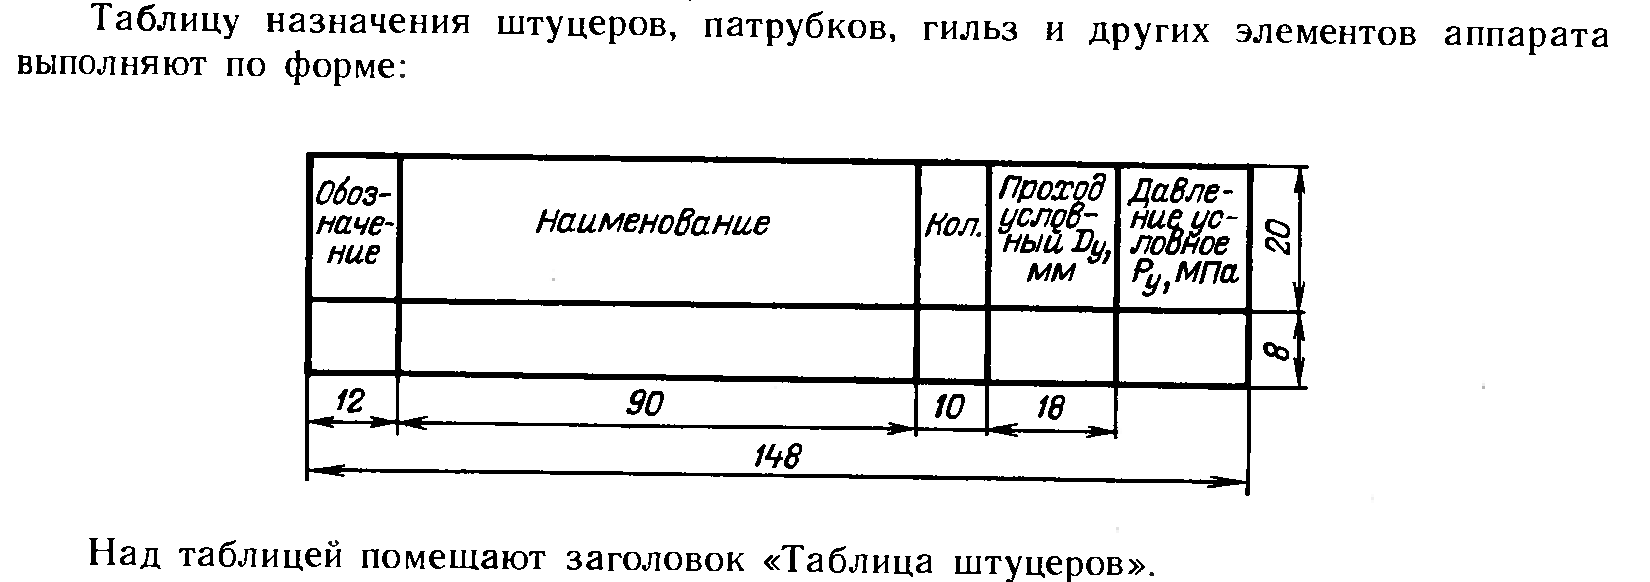 Таблицу назначения штуцеров, патрубков, гильз и других элементов аппарата
выполняют по форме:
Обоз-
наче-
ние
Наименование
Кол.
Проход
услов-
ный Dу,
мм
Давле-
ние ус-
ловное
Pу, МПа
20
8
12
90
10
18
148
Над таблицей помещают заголовок «Таблица штуцеров».